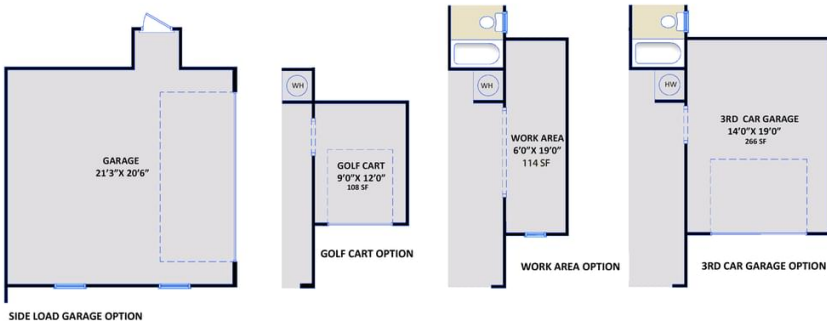 GARAGE
21'3"X 20'6"
SIDE LOAD GARAGE OPTION
WH
GOLF CART
9'0"X 12'0"
108 SF
GOLF CART OPTION
WH
WORK AREA
6'0"X 19'0"
114 SF
WORK AREA OPTION
HW
3RD CAR GARAGE
14'0"X 19'0"
266 SF
3RD CAR GARAGE OPTION